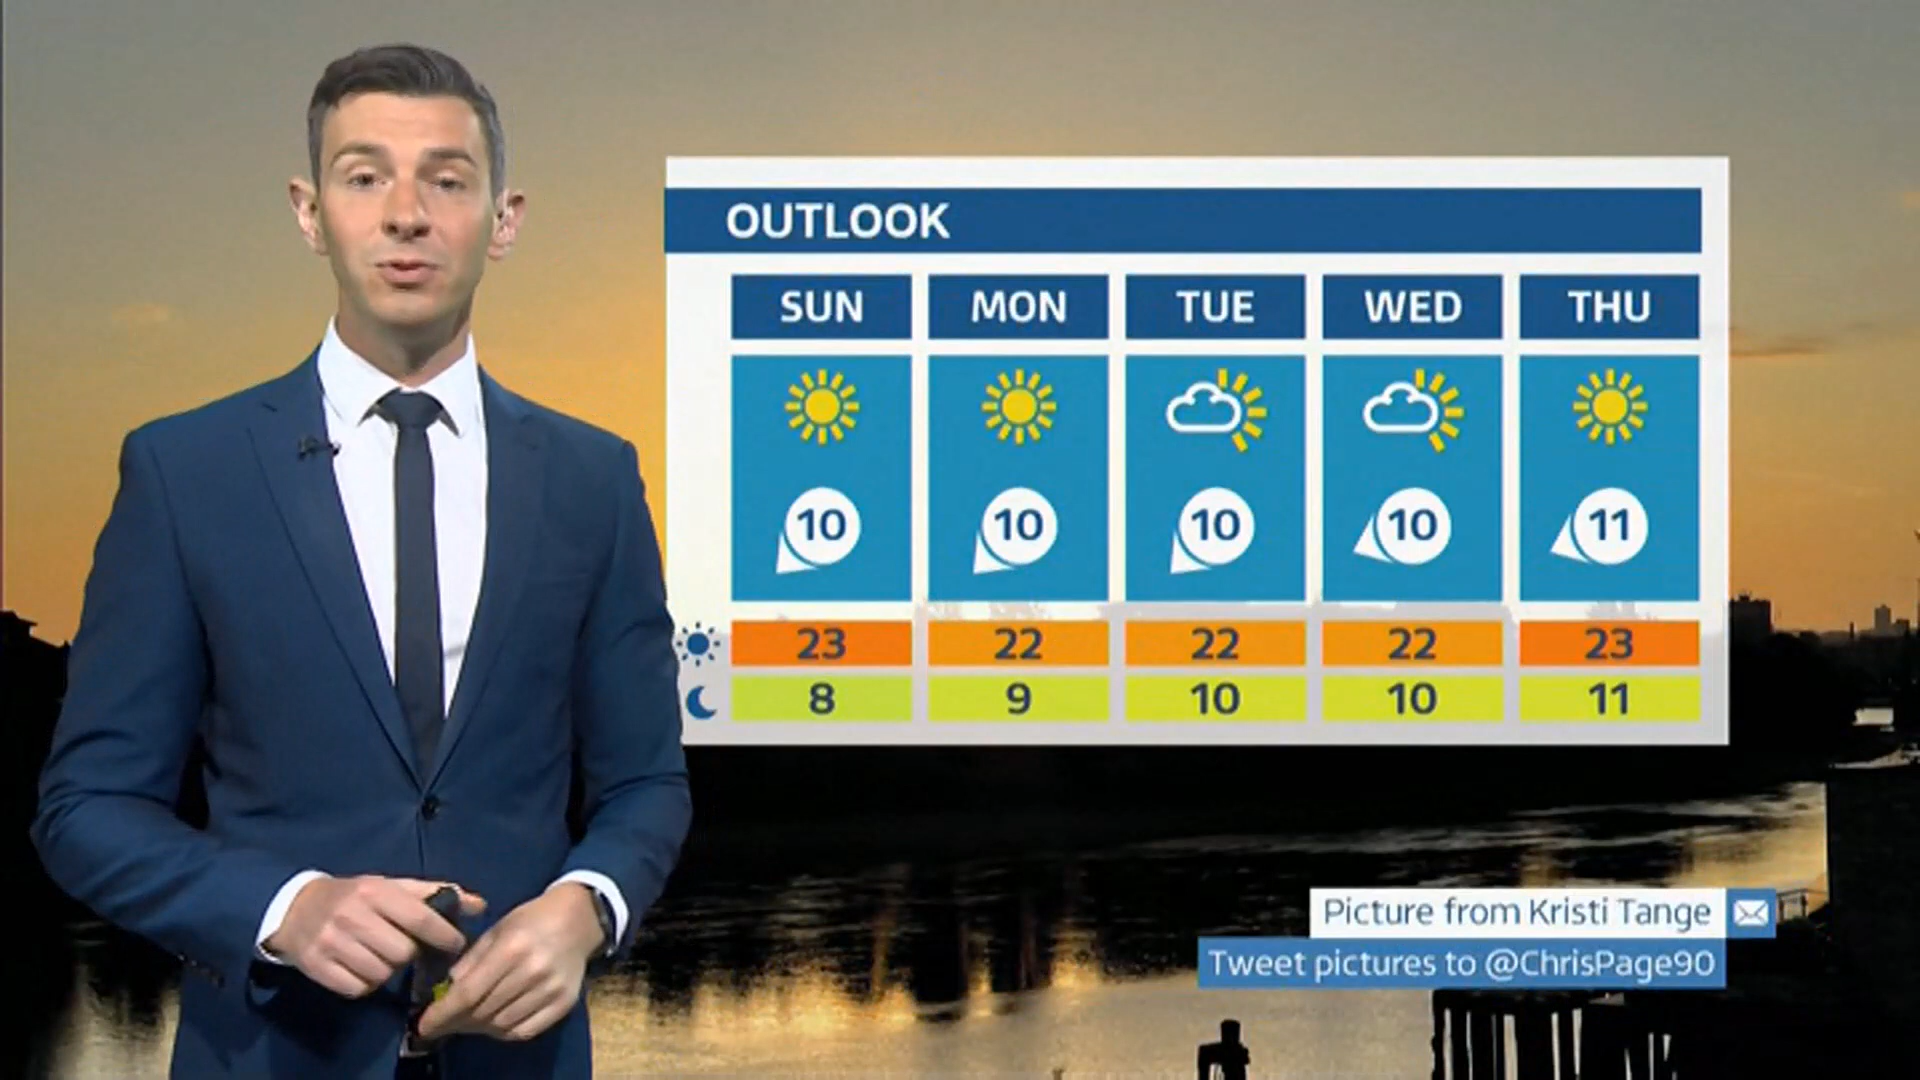 OUTLOOK
SUN MON TUE WED THU
10 10 10 10 11
23 22 22 22 23
8 9 10 10 11
Picture from Kristi Tange
Tweet pictures to @ChrisPage90